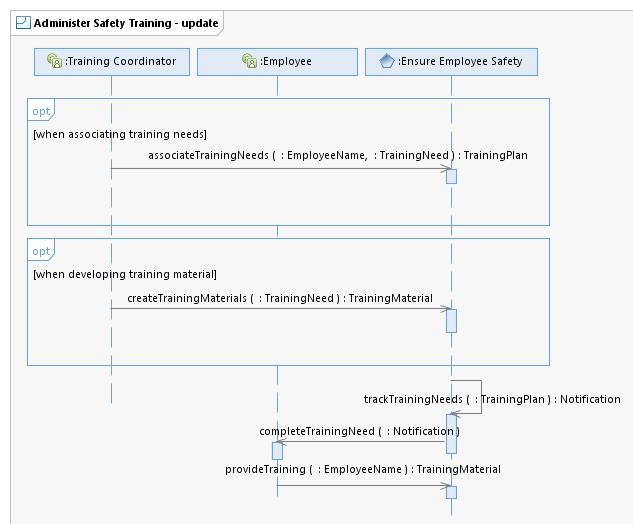 Administer Safety Training - update
:Training Coordinator
:Employee
:Ensure Employee Safety
opt
[when associating training needs]
associateTrainingNeeds ( : EmployeeName, : TrainingNeed ) : TrainingPlan
opt
[when developing training material]
createTrainingMaterials ( : TrainingNeed ) : TrainingMaterial
trackTrainingNeeds ( : TrainingPlan ) : Notification
completeTrainingNeed ( : Notification )
provideTraining ( : EmployeeName ) : TrainingMaterial